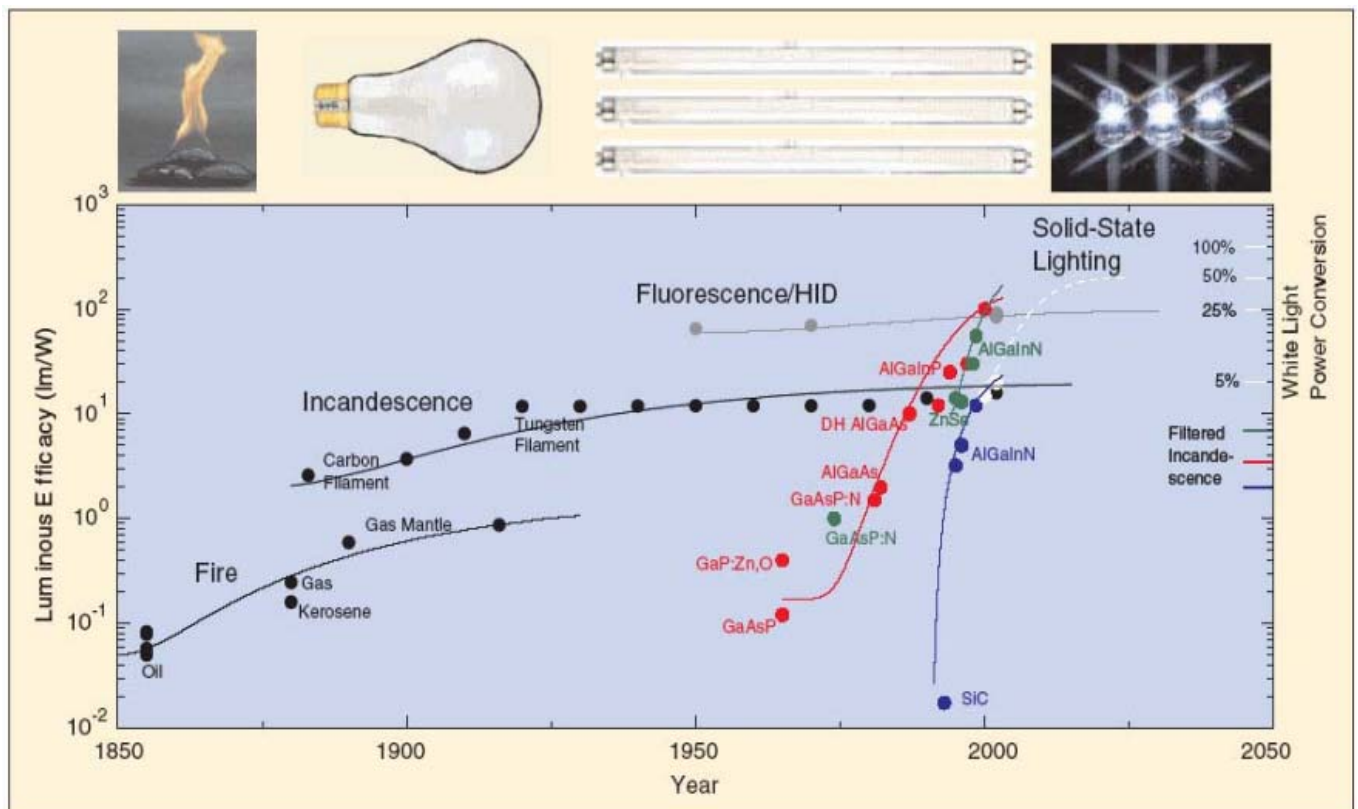 10³
10²
10¹
10⁰
10⁻¹
10⁻²
Luminous Efficacy (lm/W)
1850
1900
1950
2000
2050
Year
Solid-State
Lighting
Fluorescence/HID
Incandescence
Fire
Carbon
Filament
Tungsten
Filament
Gas Mantle
Gas
Kerosene
Oil
AlGaInP
AlGaInN
DH AlGaAs
ZnSe
AlGaAs
AlGaInN
GaAsP:N
GaAsP:N
GaP:Zn,O
GaAsP
SiC
100%
50%
25%
5%
White Light
Power Conversion
Filtered
Incande-
scence